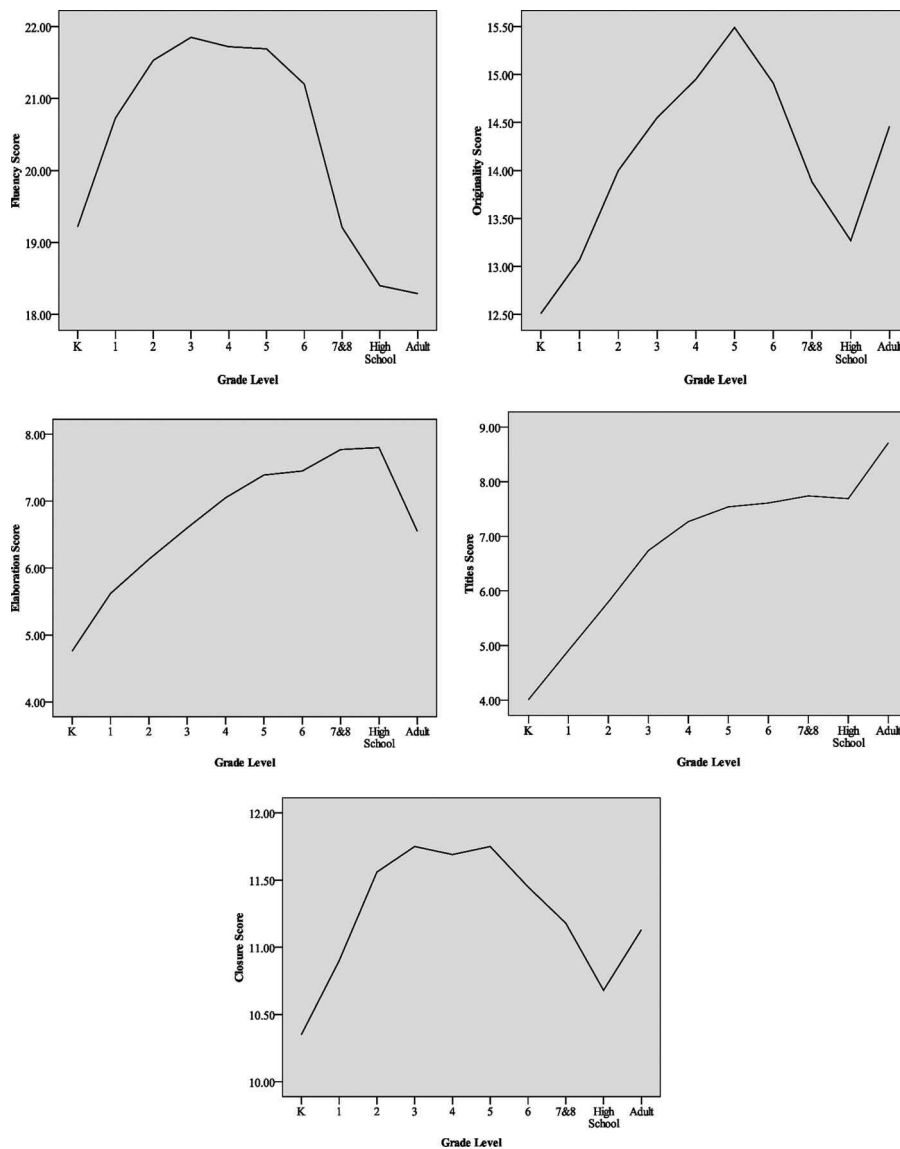 Fluency Score
22.00
21.00
20.00
19.00
18.00
K 1 2 3 4 5 6 7&8 High School Adult
Grade Level
Originality Score
15.50
15.00
14.50
14.00
13.50
13.00
12.50
K 1 2 3 4 5 6 7&8 High School Adult
Grade Level
Elaboration Score
8.00
7.00
6.00
5.00
4.00
K 1 2 3 4 5 6 7&8 High School Adult
Grade Level
Titles Score
9.00
8.00
7.00
6.00
5.00
4.00
K 1 2 3 4 5 6 7&8 High School Adult
Grade Level
Closure Score
12.00
11.50
11.00
10.50
10.00
K 1 2 3 4 5 6 7&8 High School Adult
Grade Level